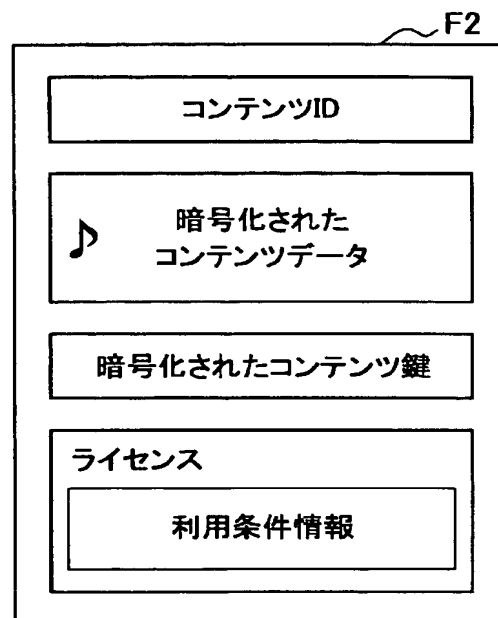 F2
コンテンツID
暗号化された
コンテンツデータ
暗号化されたコンテンツ鍵
ライセンス
利用条件情報